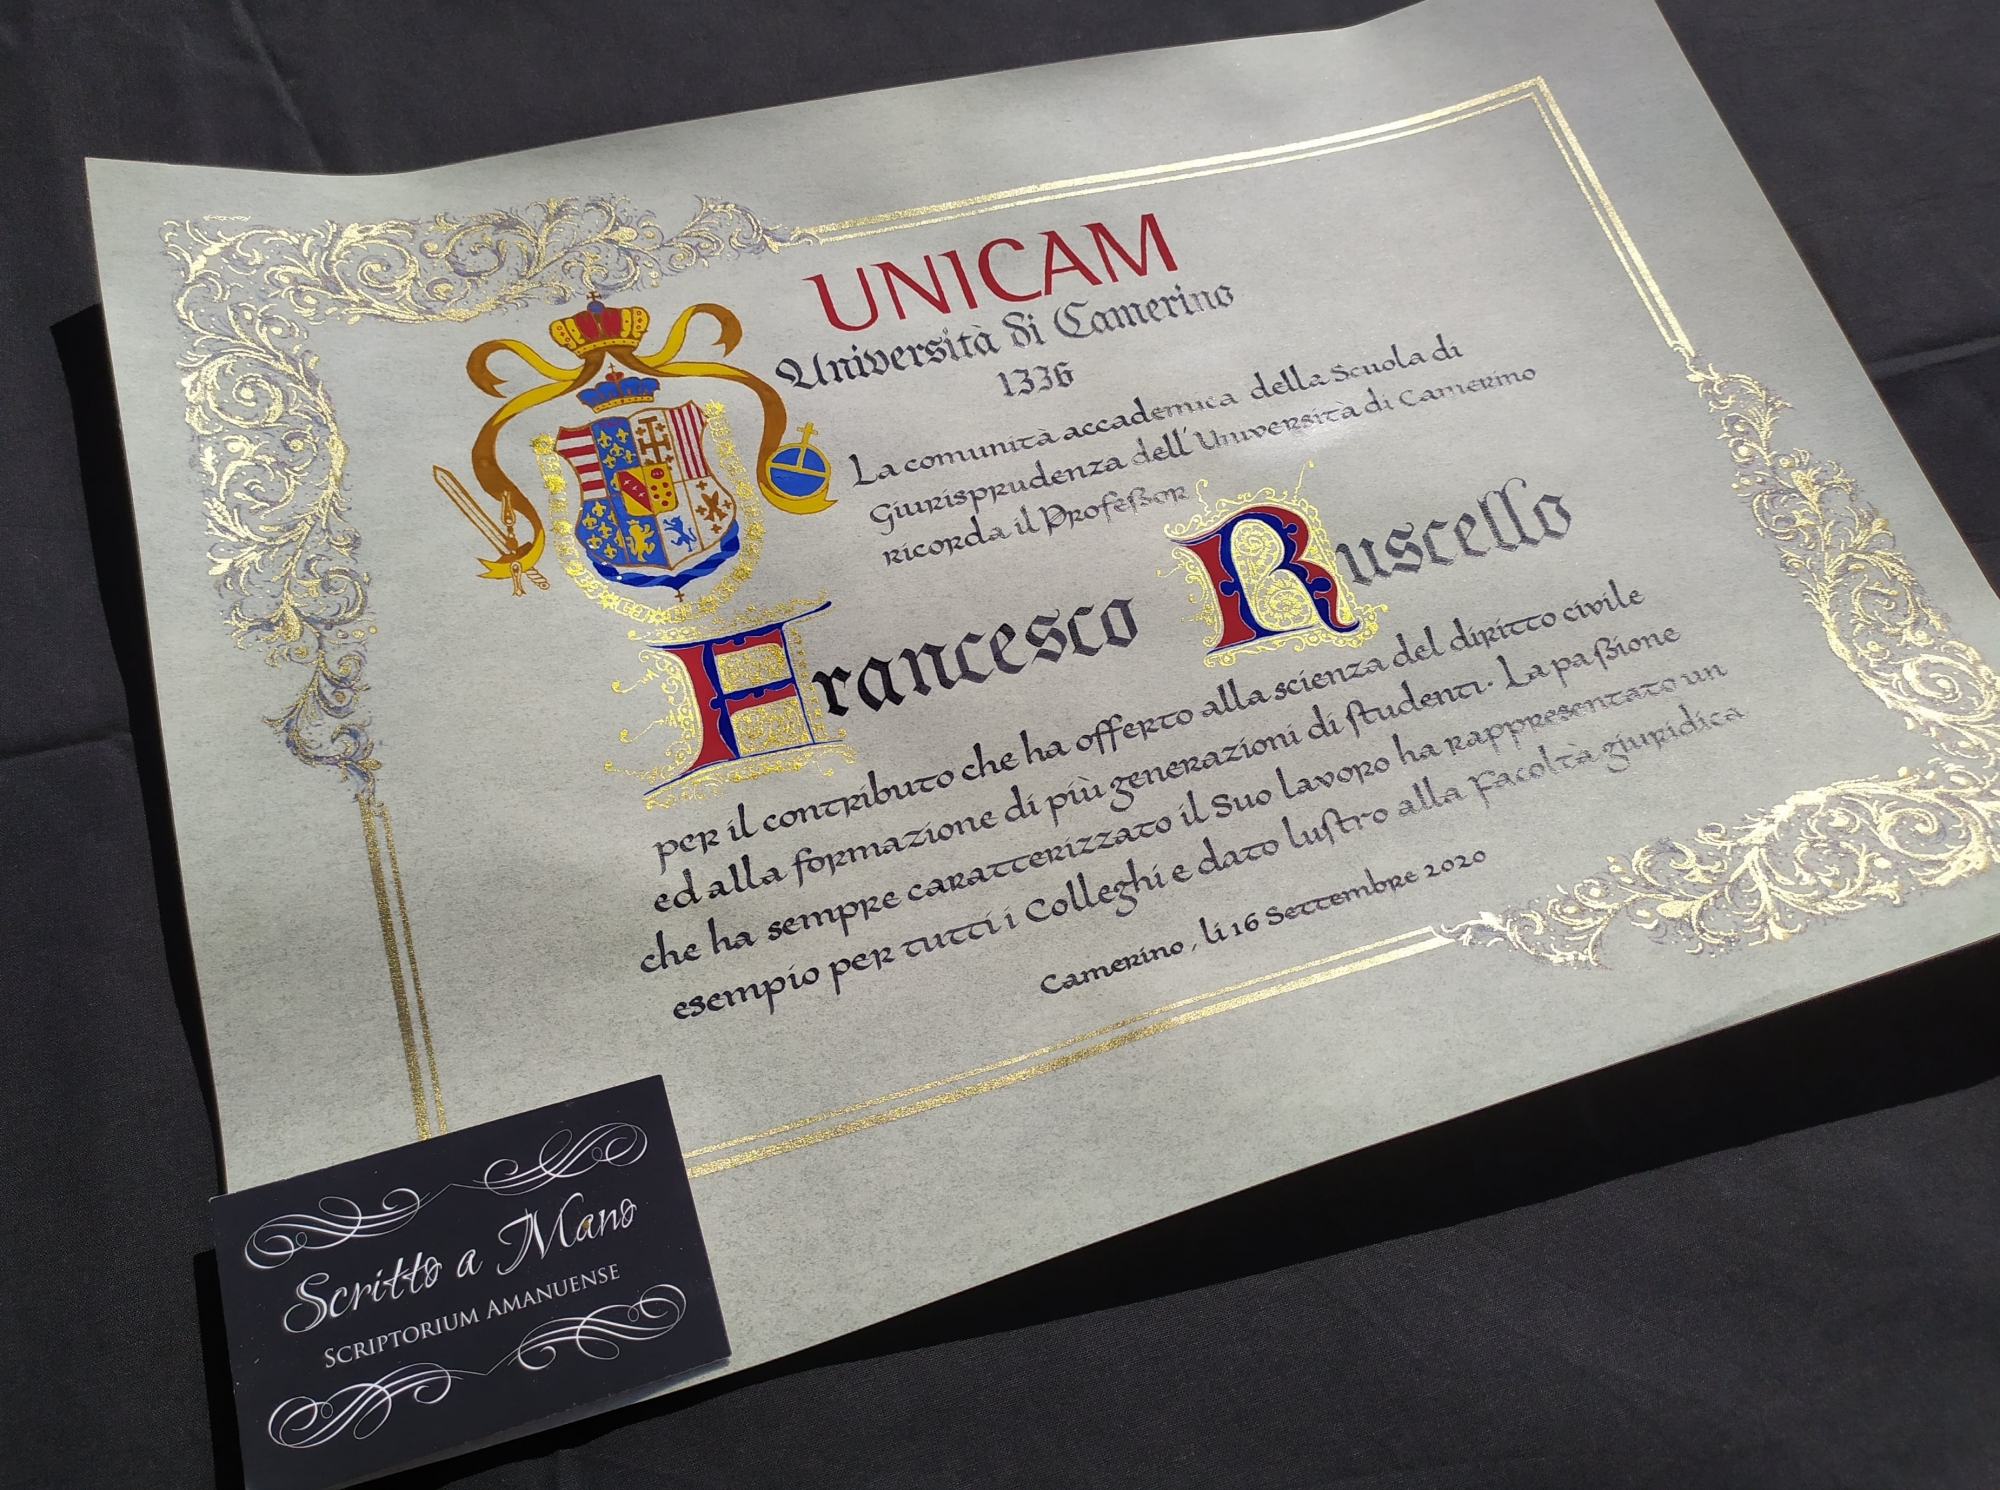 UNICAM
Università di Camerino
1336
La comunità accademica della Scuola di
Giurisprudenza dell'Università di Camerino
ricorda il Profeßor
Francesco Ruscello
per il contributo che ha offerto alla scienza del diritto civile
ed alla formazione di più generazioni di ſtudenti. La paßione
che ha sempre caratterizzato il Suo lavoro ha rappresentato un
esempio per tutti i Colleghi e dato luſtro alla Facoltà giuridica
Camerino, li 16 Settembre 2020
Scritto a Mano
SCRIPTORIUM AMANUENSE